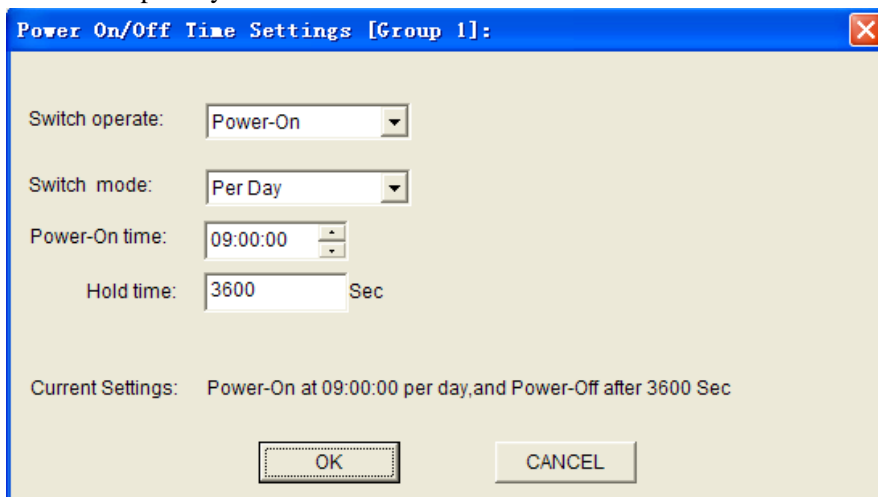 Power On/Off Time Settings [Group 1]:
Switch operate: Power-On
Switch mode: Per Day
Power-On time: 09:00:00
Hold time: 3600 Sec
Current Settings: Power-On at 09:00:00 per day,and Power-Off after 3600 Sec
OK CANCEL